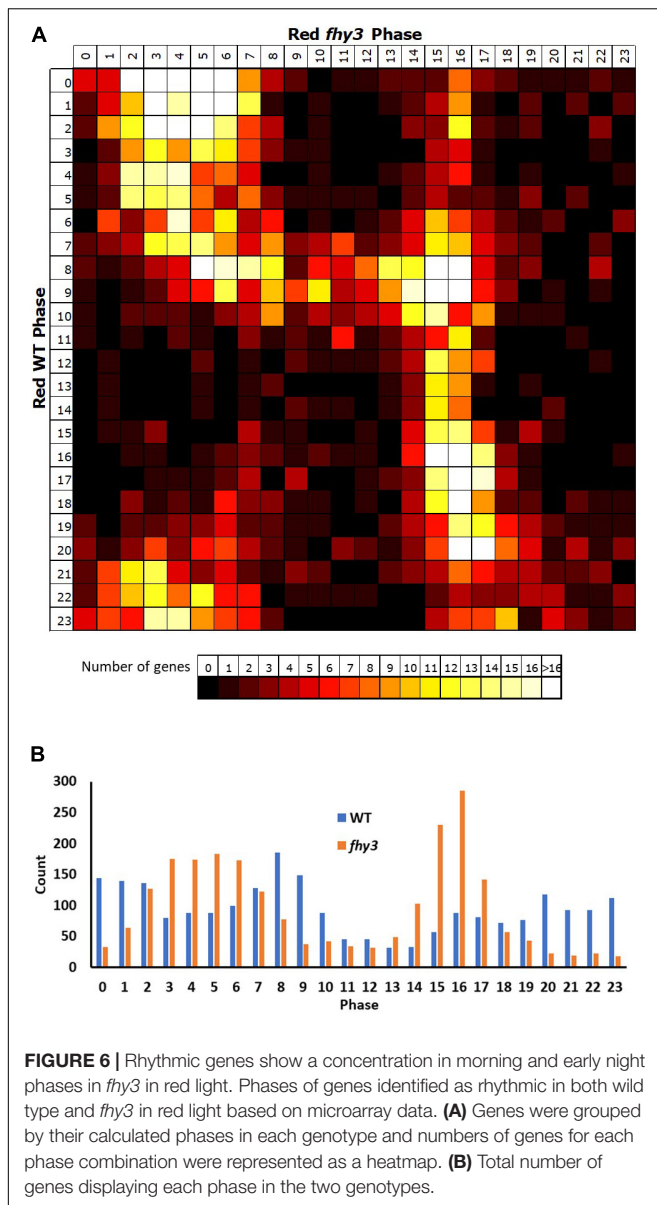 A
Red fhy3 Phase
0 1 2 3 4 5 6 7 8 9 10 11 12 13 14 15 16 17 18 19 20 21 22 23
Red WT Phase
0
1
2
3
4
5
6
7
8
9
10
11
12
13
14
15
16
17
18
19
20
21
22
23
Number of genes 0 1 2 3 4 5 6 7 8 9 10 11 12 13 14 15 16 >16
B
300
250
200
150
100
50
0
Count
WT
fhy3
0 1 2 3 4 5 6 7 8 9 10 11 12 13 14 15 16 17 18 19 20 21 22 23
Phase
FIGURE 6 | Rhythmic genes show a concentration in morning and early night
phases in fhy3 in red light. Phases of genes identified as rhythmic in both wild
type and fhy3 in red light based on microarray data. (A) Genes were grouped
by their calculated phases in each genotype and numbers of genes for each
phase combination were represented as a heatmap. (B) Total number of
genes displaying each phase in the two genotypes.